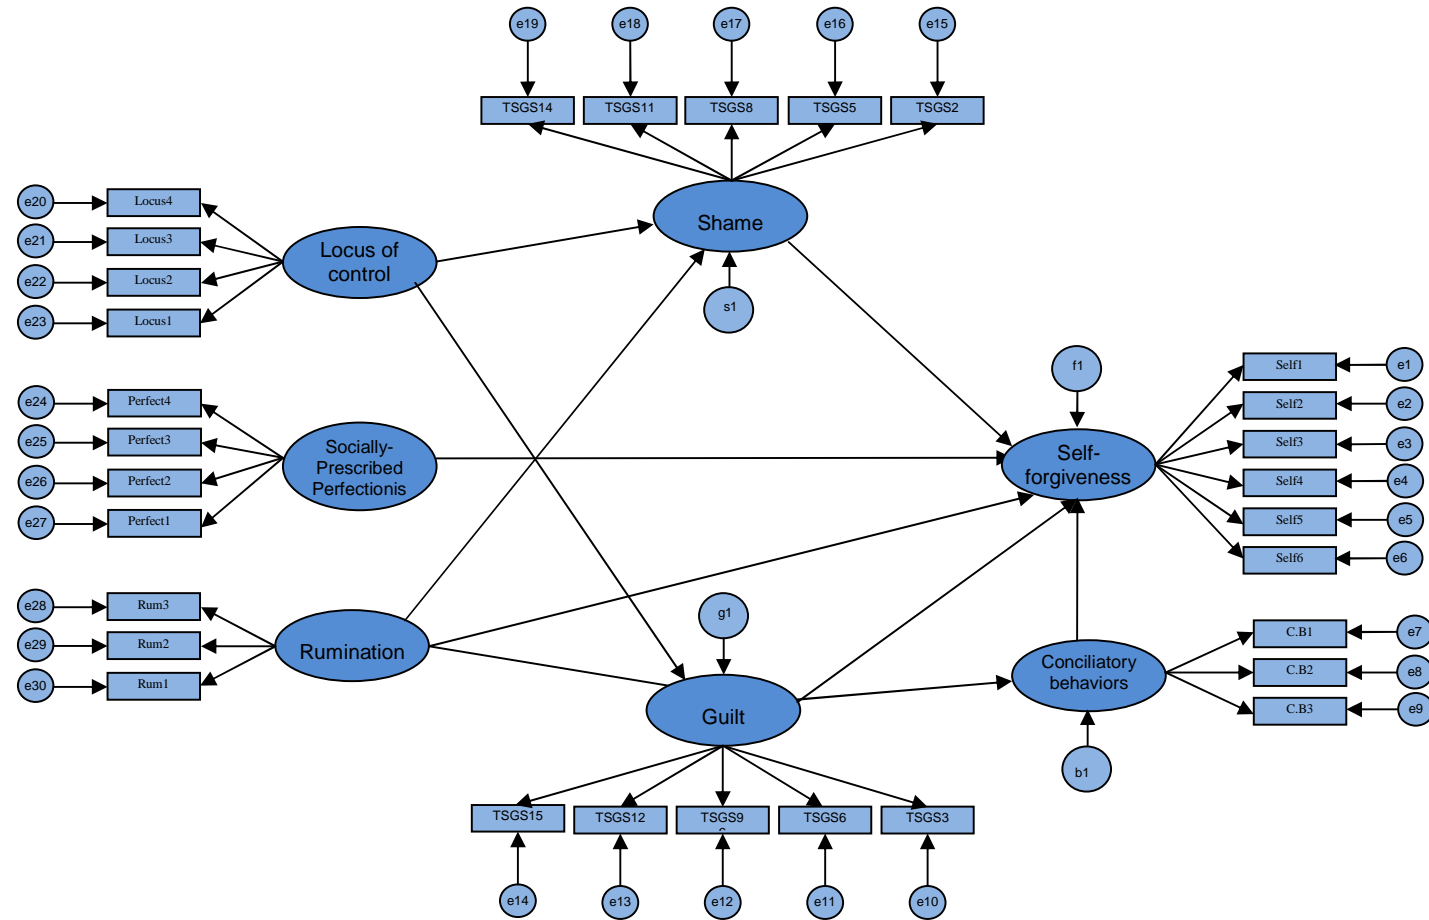 e19
e18
e17
e16
e15
TSGS14
TSGS11
TSGS8
TSGS5
TSGS2
e20
Locus4
e21
Locus3
e22
Locus2
e23
Locus1
Locus of
control
Shame
s1
f1
e24
Perfect4
e25
Perfect3
e26
Perfect2
e27
Perfect1
Socially-
Prescribed
Perfectionis
Self-
forgiveness
Self1
e1
Self2
e2
Self3
e3
Self4
e4
Self5
e5
Self6
e6
e28
Rum3
e29
Rum2
e30
Rum1
Rumination
g1
Guilt
Conciliatory
behaviors
C.B1
e7
C.B2
e8
C.B3
e9
b1
TSGS15
TSGS12
TSGS9
TSGS6
TSGS3
e14
e13
e12
e11
e10